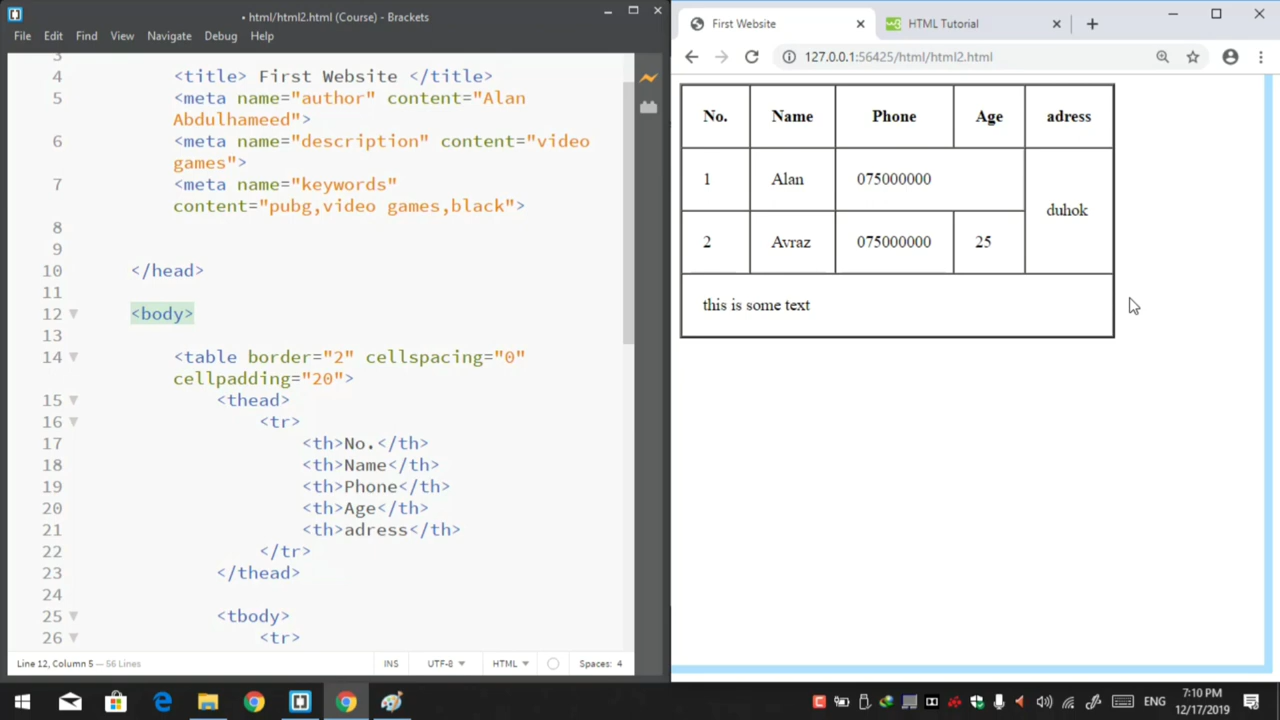 • html/html2.html (Course) - Brackets
File Edit Find View Navigate Debug Help
3
4 <title> First Website </title>
5 <meta name="author" content="Alan
Abdulhameed">
6 <meta name="description" content="video
games">
7 <meta name="keywords"
content="pubg,video games,black">
8
9
10 </head>
11
12 <body>
13
14 <table border="2" cellspacing="0"
cellpadding="20">
15 <thead>
16 <tr>
17 <th>No.</th>
18 <th>Name</th>
19 <th>Phone</th>
20 <th>Age</th>
21 <th>adress</th>
22 </tr>
23 </thead>
24
25 <tbody>
26 <tr>
Line 12, Column 5 — 56 Lines
INS UTF-8 HTML Spaces: 4
First Website HTML Tutorial
127.0.0.1:56425/html/html2.html
No. Name Phone Age adress
1 Alan 075000000
duhok
2 Avraz 075000000 25
this is some text
ENG
7:10 PM
12/17/2019